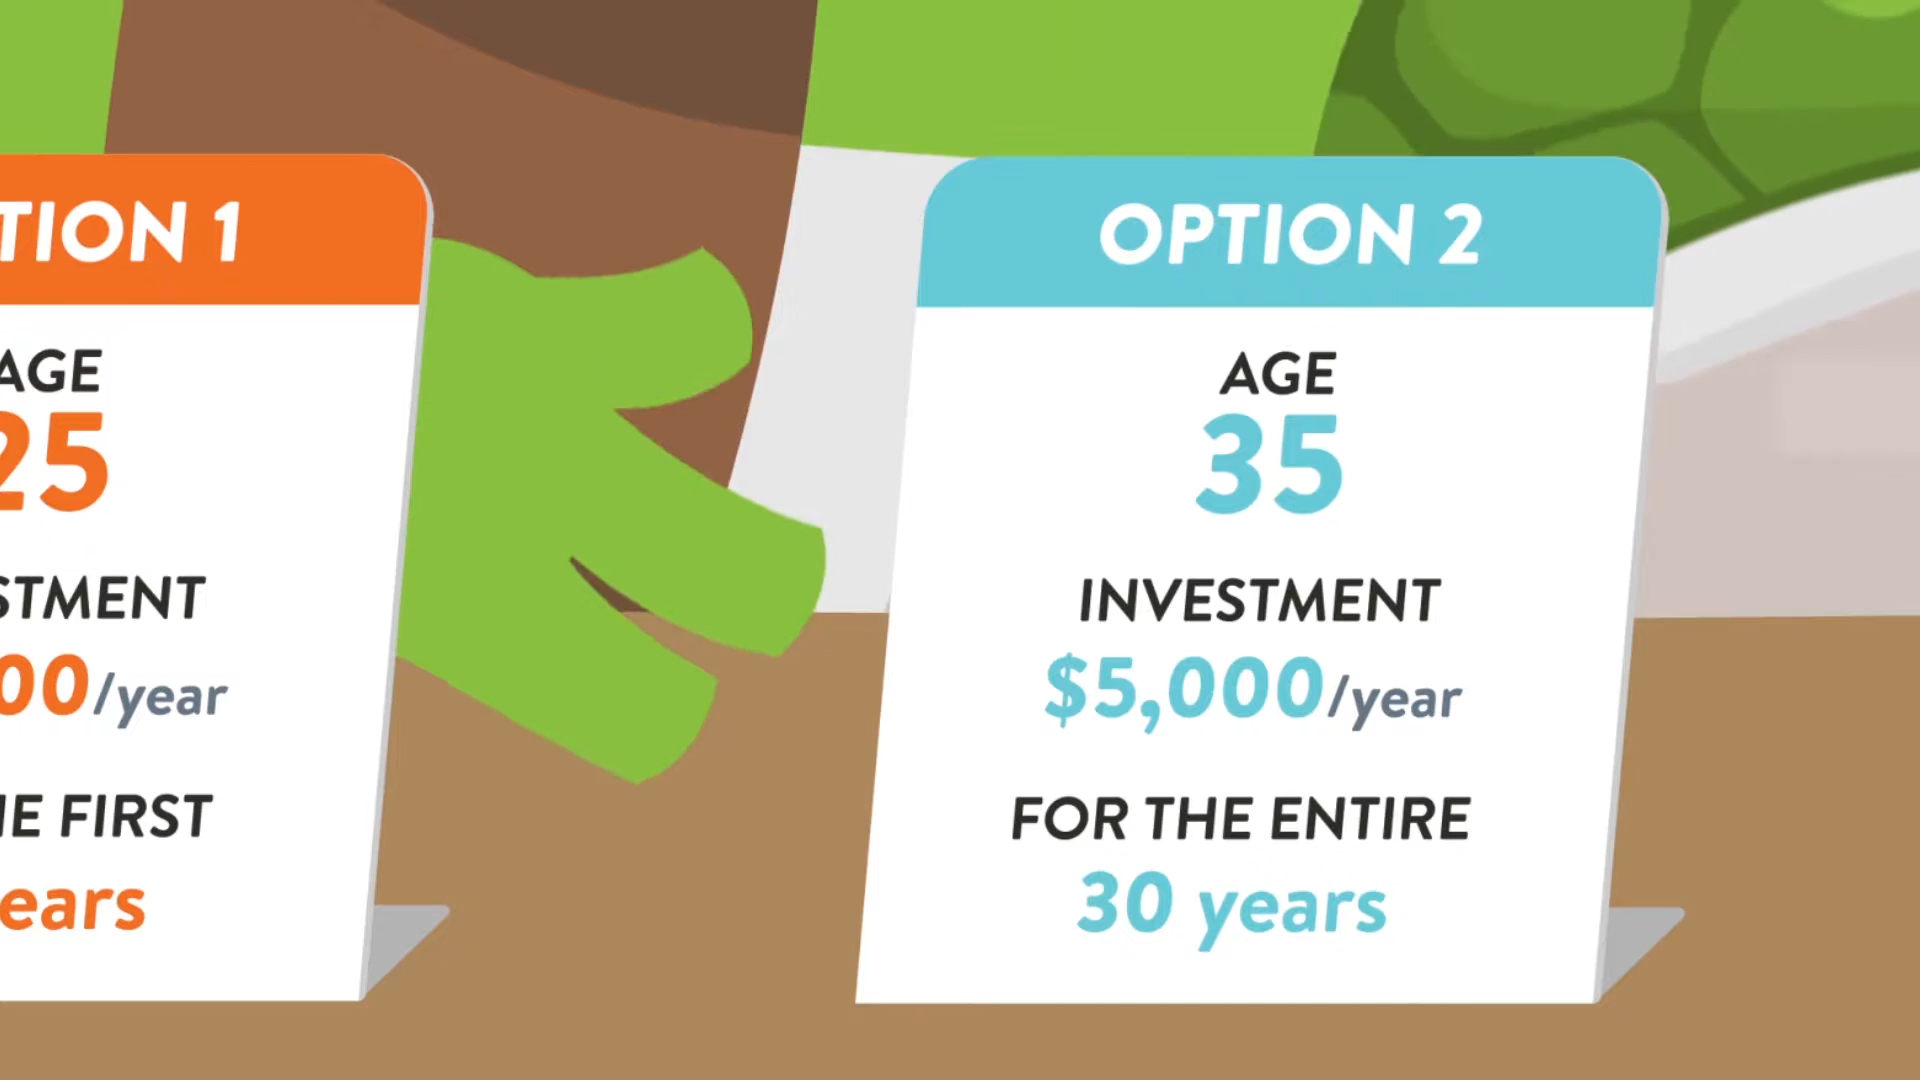 TION 1
AGE
25
STMENT
00/year
HE FIRST
ears
OPTION 2
AGE
35
INVESTMENT
$5,000/year
FOR THE ENTIRE
30 years